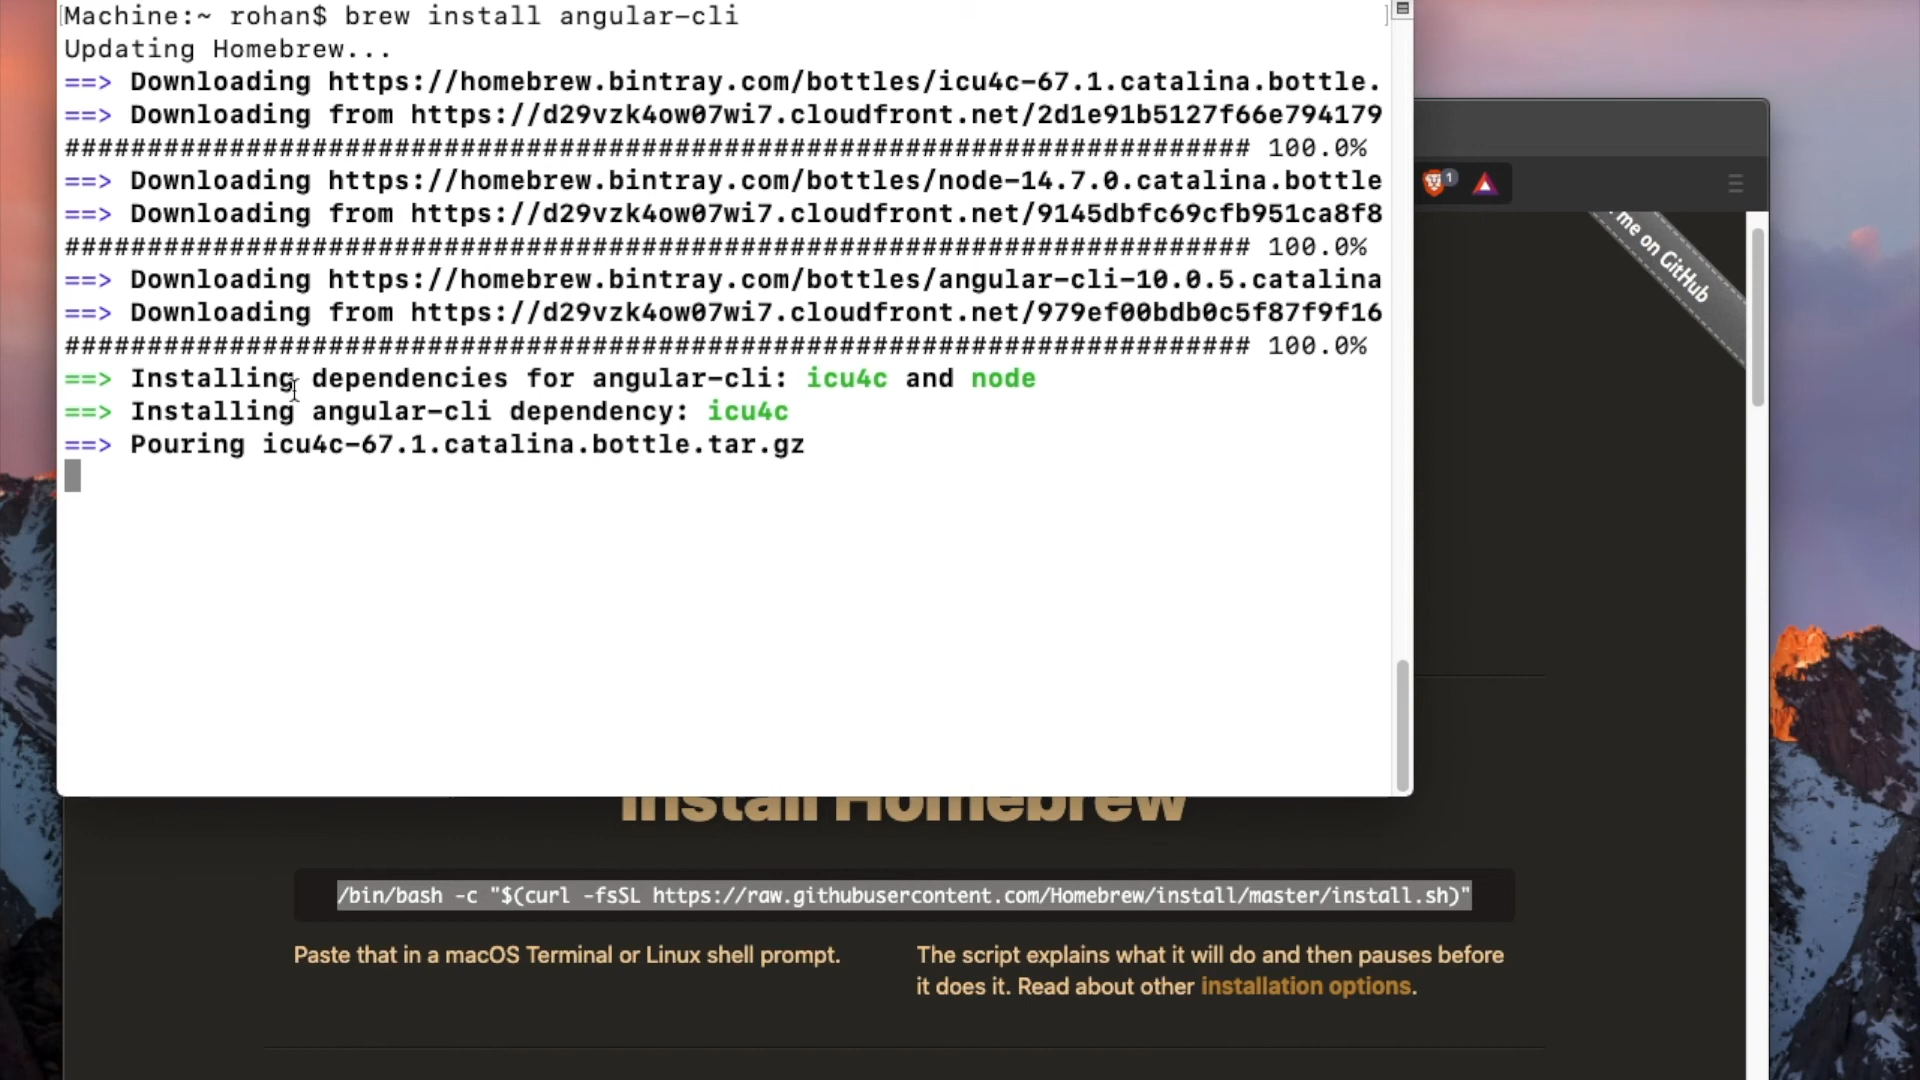 Machine:~ rohan$ brew install angular-cli
Updating Homebrew...
==> Downloading https://homebrew.bintray.com/bottles/icu4c-67.1.catalina.bottle.
==> Downloading from https://d29vzk4ow07wi7.cloudfront.net/2d1e91b5127f66e794179
######################################################################## 100.0%
==> Downloading https://homebrew.bintray.com/bottles/node-14.7.0.catalina.bottle
==> Downloading from https://d29vzk4ow07wi7.cloudfront.net/9145dbfc69cfb951ca8f8
######################################################################## 100.0%
==> Downloading https://homebrew.bintray.com/bottles/angular-cli-10.0.5.catalina
==> Downloading from https://d29vzk4ow07wi7.cloudfront.net/979ef00bdb0c5f87f9f16
######################################################################## 100.0%
==> Installing dependencies for angular-cli: icu4c and node
==> Installing angular-cli dependency: icu4c
==> Pouring icu4c-67.1.catalina.bottle.tar.gz
1
me on GitHub
Install Homebrew
/bin/bash -c "$(curl -fsSL https://raw.githubusercontent.com/Homebrew/install/master/install.sh)"
Paste that in a macOS Terminal or Linux shell prompt.
The script explains what it will do and then pauses before
it does it. Read about other installation options.